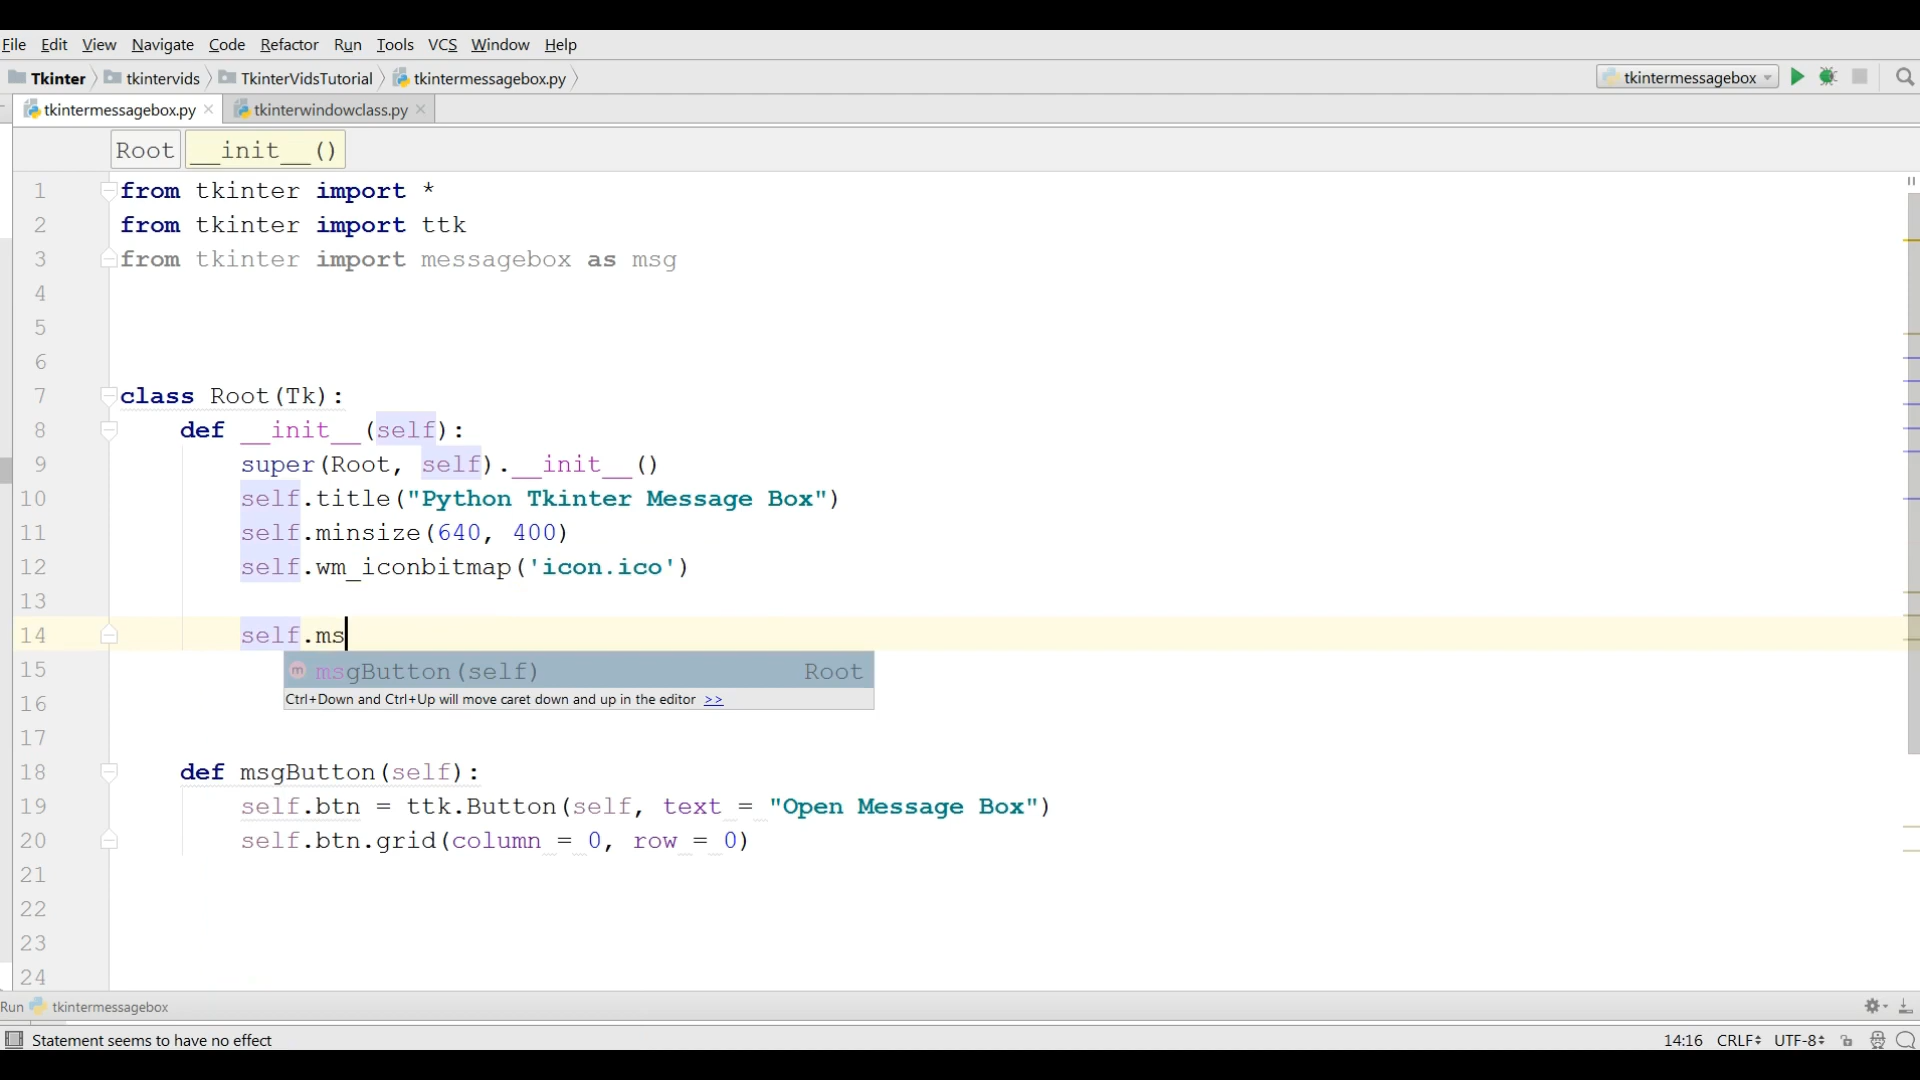 File Edit View Navigate Code Refactor Run Tools VCS Window Help
Tkinter tkintervids TkinterVidsTutorial tkintermessagebox.py tkintermessagebox
tkintermessagebox.py tkinterwindowclass.py
Root __init__()
1 from tkinter import *
2 from tkinter import ttk
3 from tkinter import messagebox as msg
4
5
6
7 class Root(Tk):
8 def __init__(self):
9 super(Root, self).__init__()
10 self.title("Python Tkinter Message Box")
11 self.minsize(640, 400)
12 self.wm_iconbitmap('icon.ico')
13
14 self.ms
15 msgButton(self) Root
Ctrl+Down and Ctrl+Up will move caret down and up in the editor >>
16
17
18 def msgButton(self):
19 self.btn = ttk.Button(self, text = "Open Message Box")
20 self.btn.grid(column = 0, row = 0)
21
22
23
24
Run tkintermessagebox
Statement seems to have no effect 14:16 CRLF UTF-8